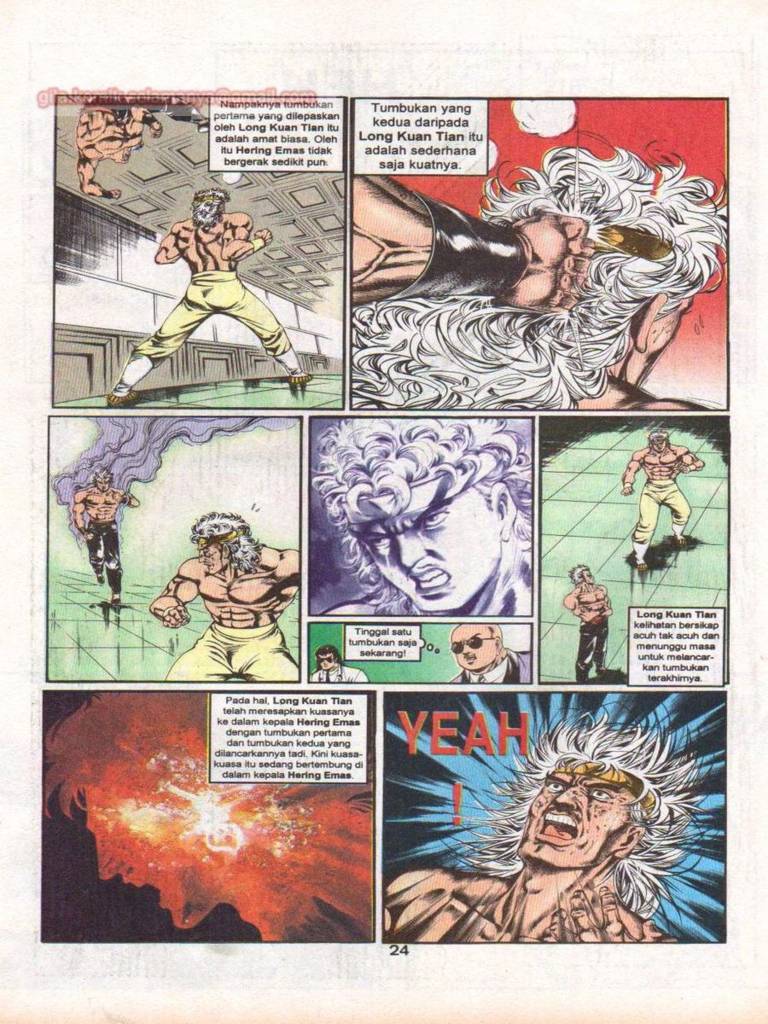 Nampaknya tumbukan
pertama yang dilepaskan
oleh Long Kuan Tian itu
adalah amat biasa. Oleh
itu Hering Emas tidak
bergerak sedikit pun.
Tumbukan yang
kedua daripada
Long Kuan Tian itu
adalah sederhana
saja kuatnya.
Tinggal satu
tumbukan saja
sekarang!
Long Kuan Tian
kelihatan bersikap
acuh tak acuh dan
menunggu masa
untuk melancar-
kan tumbukan
terakhirnya.
Pada hal, Long Kuan Tian
telah meresapkan kuasanya
ke dalam kepala Hering Emas
dengan tumbukan pertama
dan tumbukan kedua yang
dilancarkannya tadi. Kini kuasa-
kuasa itu sedang bertembung di
dalam kepala Hering Emas.
YEAH
!
24